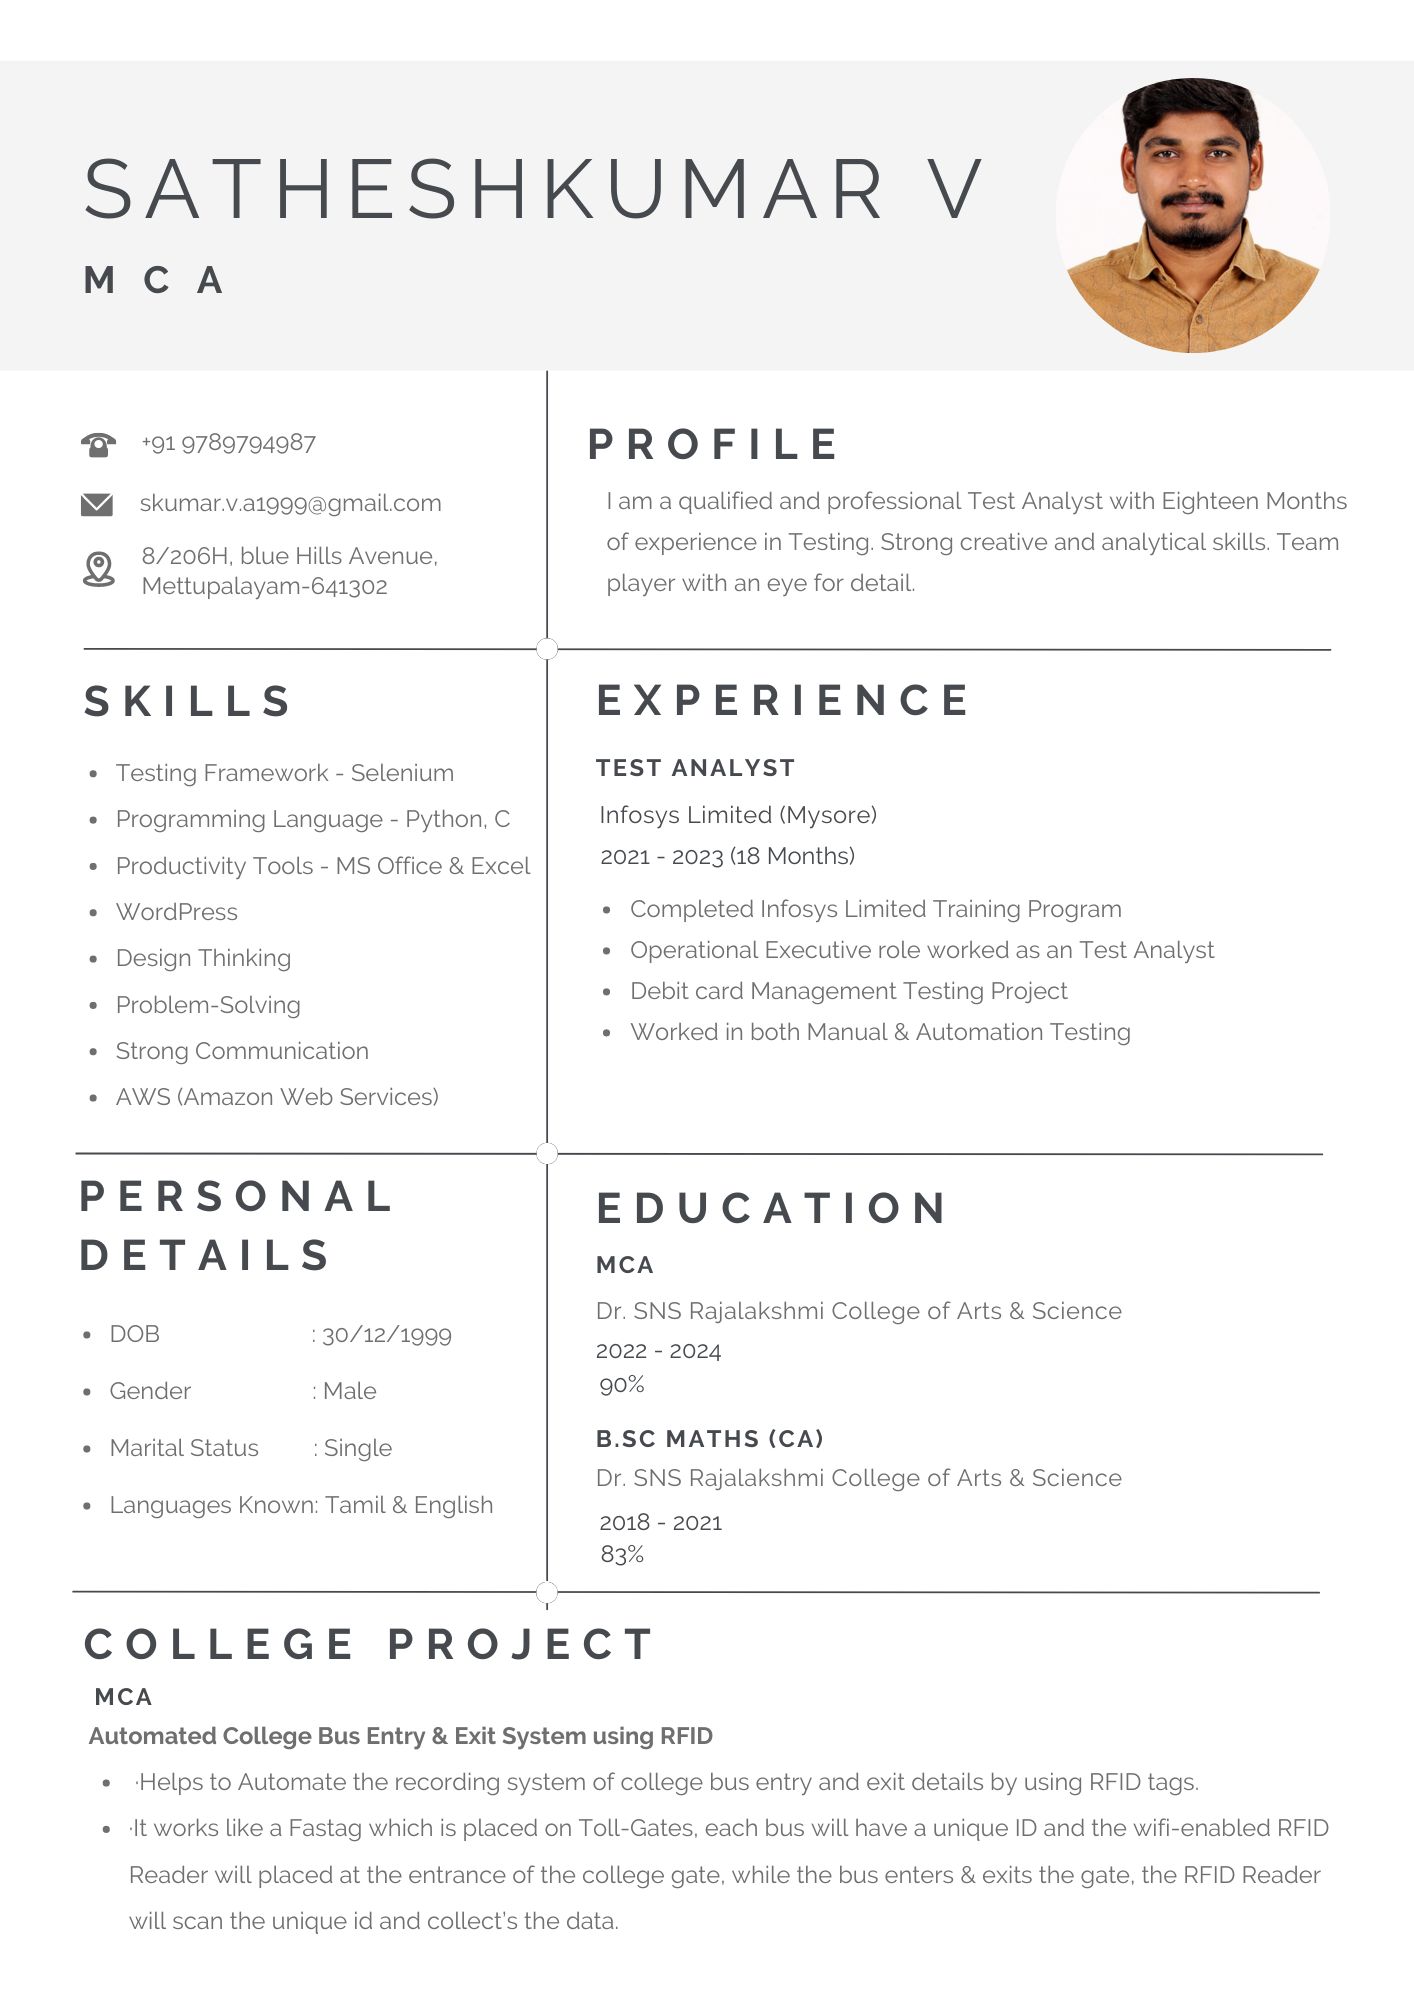 SATHESHKUMAR V
MCA
+91 9789794987
skumar.v.a1999@gmail.com
8/206H, blue Hills Avenue,
Mettupalayam-641302
PROFILE
I am a qualified and professional Test Analyst with Eighteen Months
of experience in Testing. Strong creative and analytical skills. Team
player with an eye for detail.
SKILLS
• Testing Framework - Selenium
• Programming Language - Python, C
• Productivity Tools - MS Office & Excel
• WordPress
• Design Thinking
• Problem-Solving
• Strong Communication
• AWS (Amazon Web Services)
EXPERIENCE
TEST ANALYST
Infosys Limited (Mysore)
2021 - 2023 (18 Months)
• Completed Infosys Limited Training Program
• Operational Executive role worked as an Test Analyst
• Debit card Management Testing Project
• Worked in both Manual & Automation Testing
PERSONAL
DETAILS
• DOB : 30/12/1999
• Gender : Male
• Marital Status : Single
• Languages Known: Tamil & English
EDUCATION
MCA
Dr. SNS Rajalakshmi College of Arts & Science
2022 - 2024
90%
B.SC MATHS (CA)
Dr. SNS Rajalakshmi College of Arts & Science
2018 - 2021
83%
COLLEGE PROJECT
MCA
Automated College Bus Entry & Exit System using RFID
• ·Helps to Automate the recording system of college bus entry and exit details by using RFID tags.
• ·It works like a Fastag which is placed on Toll-Gates, each bus will have a unique ID and the wifi-enabled RFID
Reader will placed at the entrance of the college gate, while the bus enters & exits the gate, the RFID Reader
will scan the unique id and collect's the data.